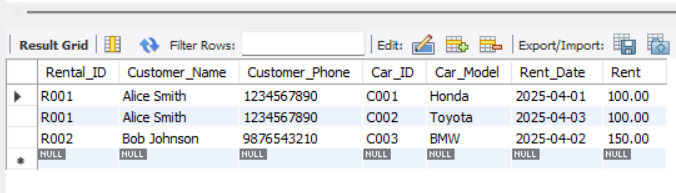 Result Grid | Filter Rows: | Edit: | Export/Import:
Rental_ID Customer_Name Customer_Phone Car_ID Car_Model Rent_Date Rent
R001 Alice Smith 1234567890 C001 Honda 2025-04-01 100.00
R001 Alice Smith 1234567890 C002 Toyota 2025-04-03 100.00
R002 Bob Johnson 9876543210 C003 BMW 2025-04-02 150.00
NULL NULL NULL NULL NULL NULL NULL